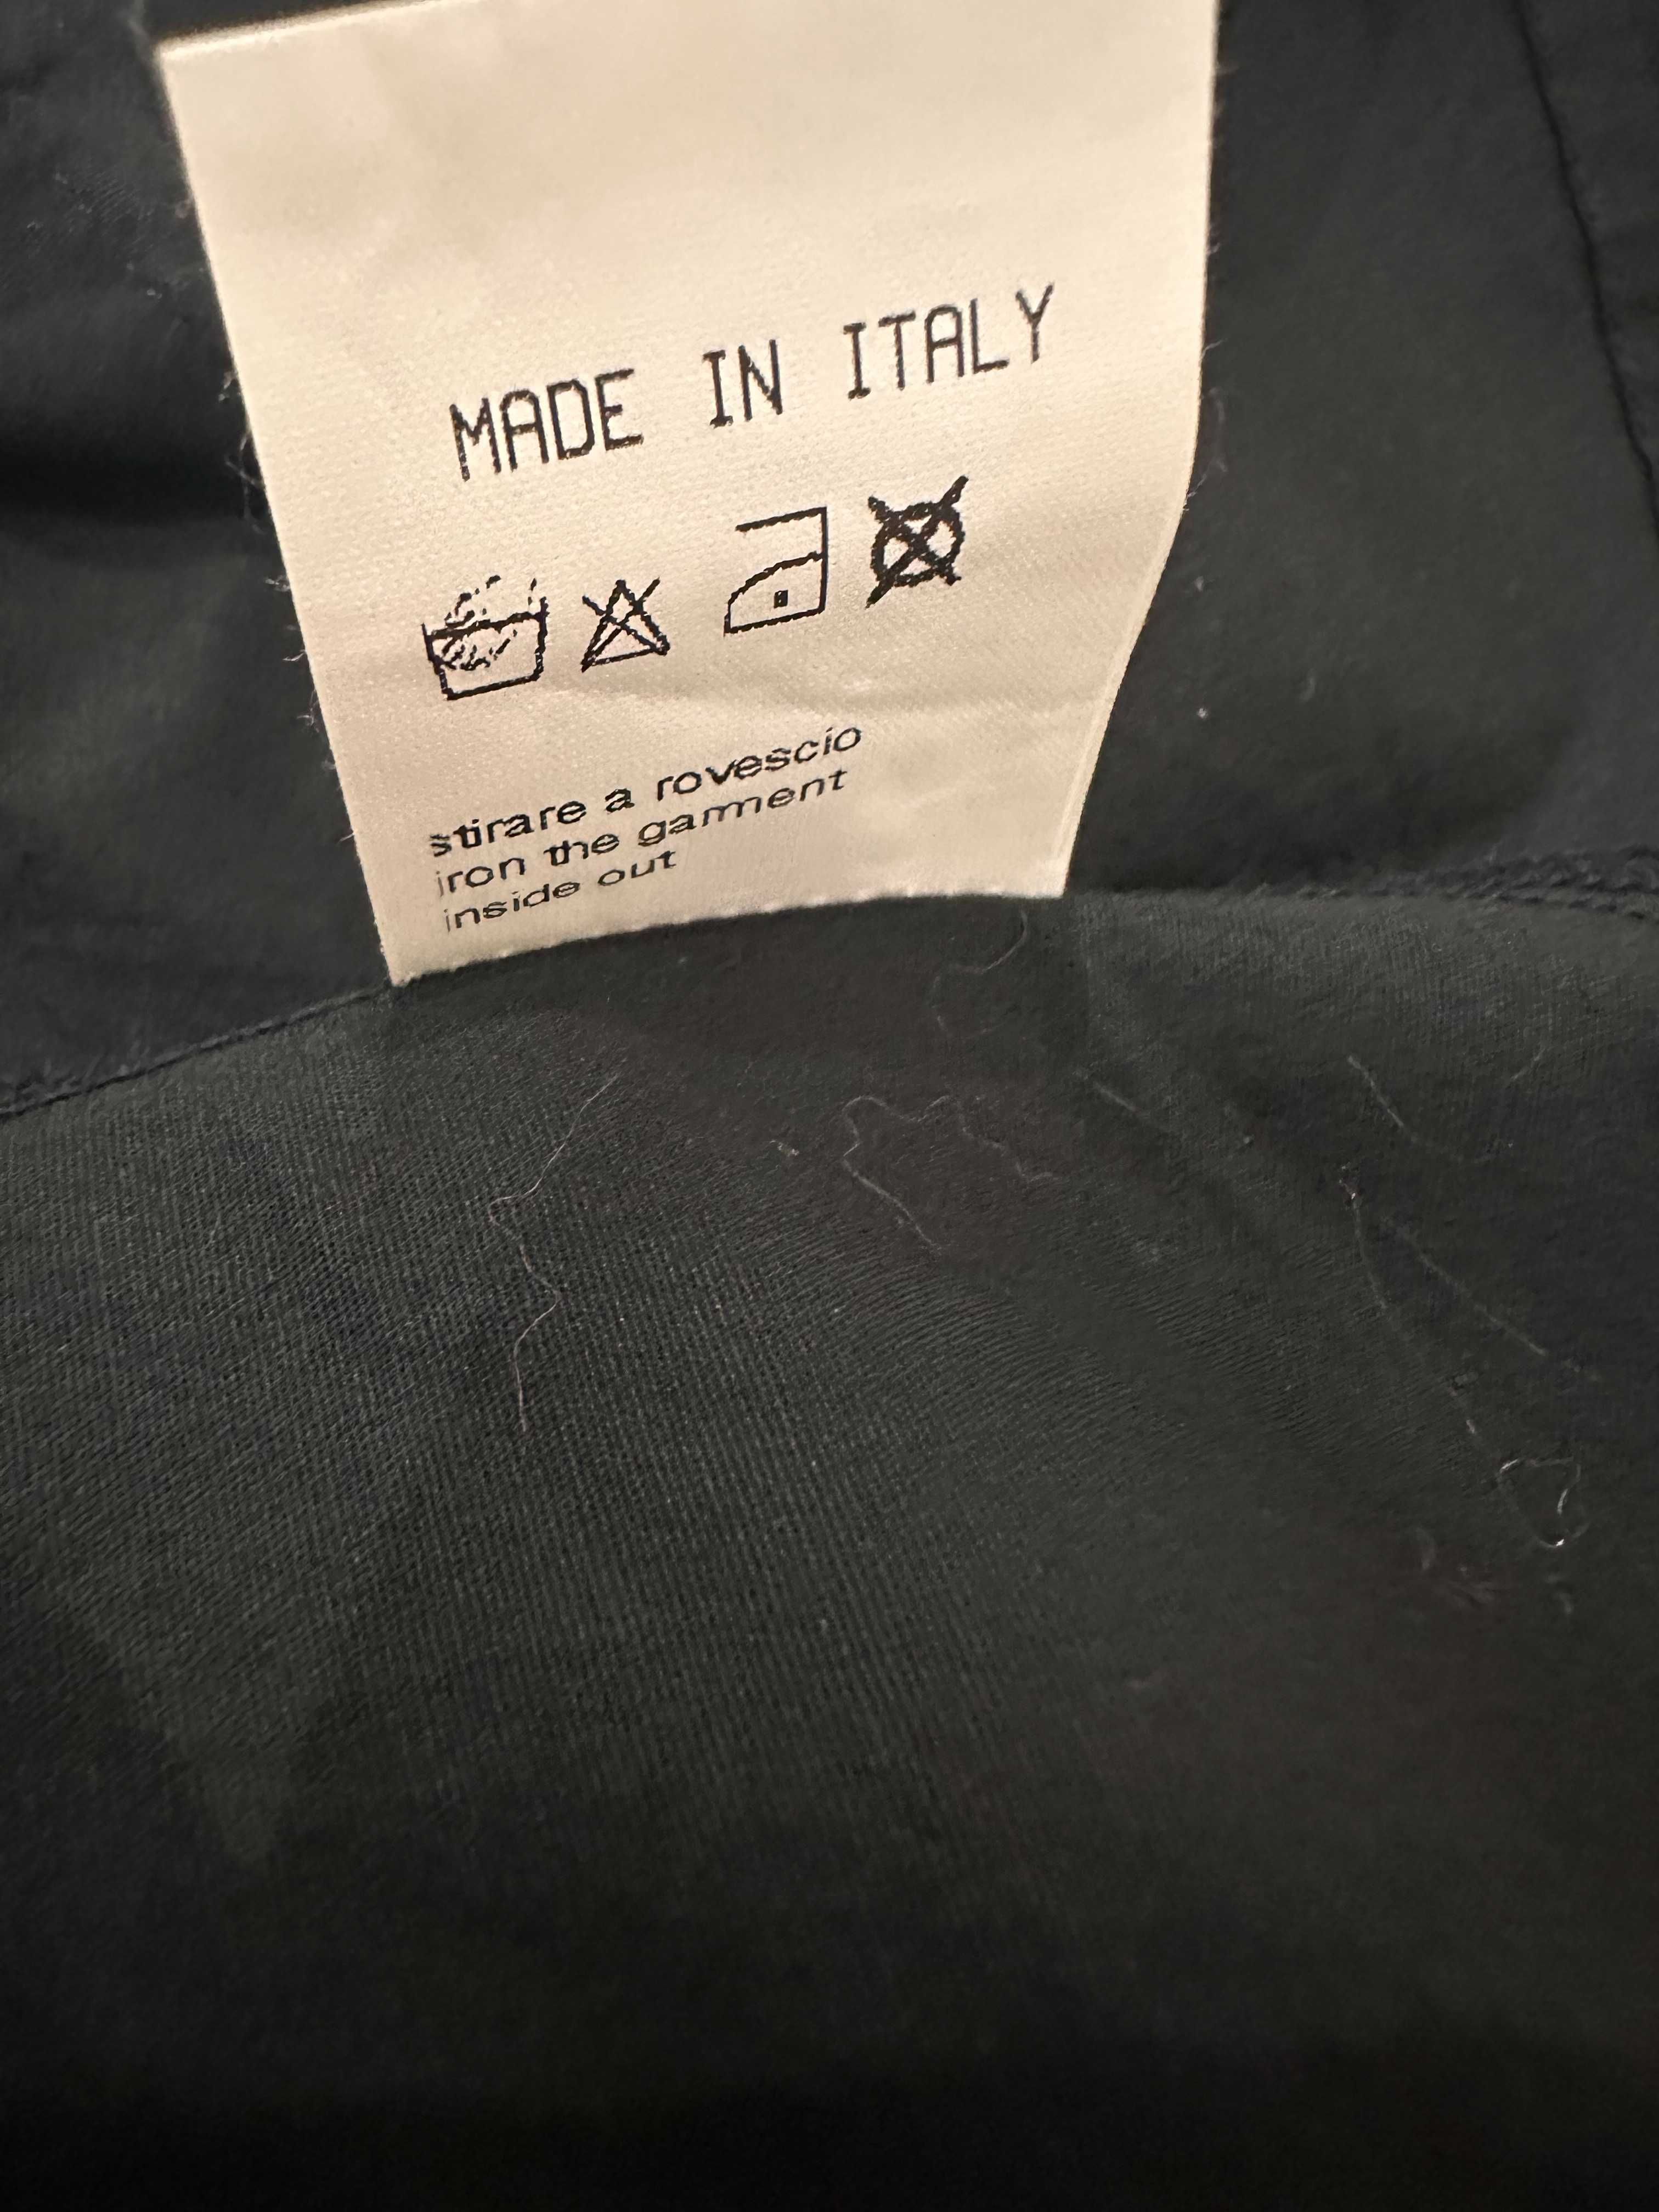 MADE IN ITALY
stirare a rovescio
iron the garment
inside out